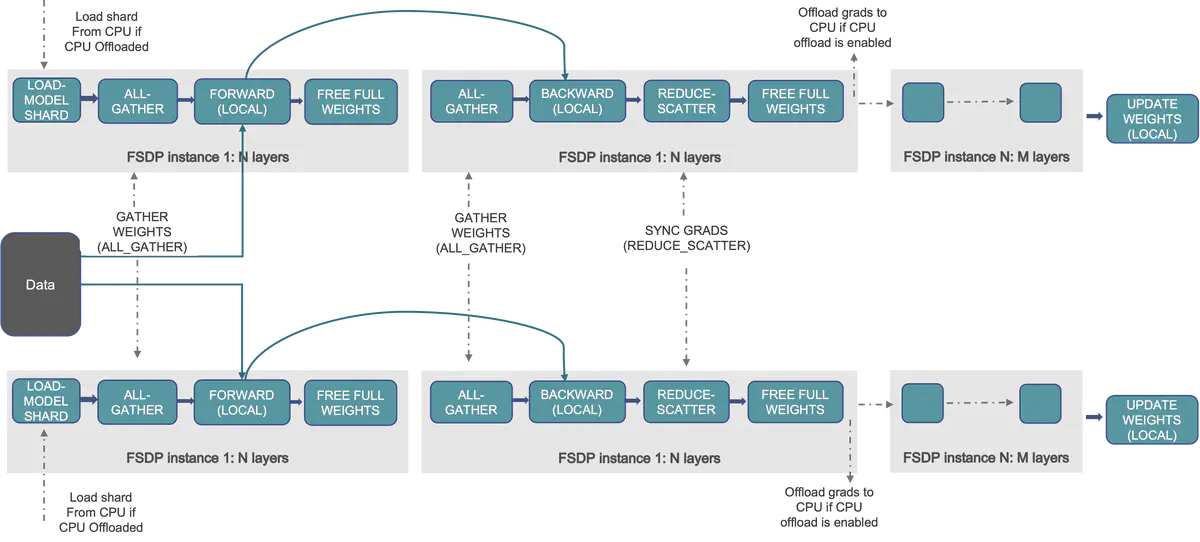 Load shard
From CPU if
CPU Offloaded
Offload grads to
CPU if CPU
offload is enabled
LOAD-
MODEL
SHARD
ALL-
GATHER
FORWARD
(LOCAL)
FREE FULL
WEIGHTS
FSDP instance 1: N layers
ALL-
GATHER
BACKWARD
(LOCAL)
REDUCE-
SCATTER
FREE FULL
WEIGHTS
FSDP instance 1: N layers
FSDP instance N: M layers
UPDATE
WEIGHTS
(LOCAL)
GATHER
WEIGHTS
(ALL_GATHER)
GATHER
WEIGHTS
(ALL_GATHER)
SYNC GRADS
(REDUCE_SCATTER)
Data
LOAD-
MODEL
SHARD
ALL-
GATHER
FORWARD
(LOCAL)
FREE FULL
WEIGHTS
FSDP instance 1: N layers
ALL-
GATHER
BACKWARD
(LOCAL)
REDUCE-
SCATTER
FREE FULL
WEIGHTS
FSDP instance 1: N layers
FSDP instance N: M layers
UPDATE
WEIGHTS
(LOCAL)
Load shard
From CPU if
CPU Offloaded
Offload grads to
CPU if CPU
offload is enabled